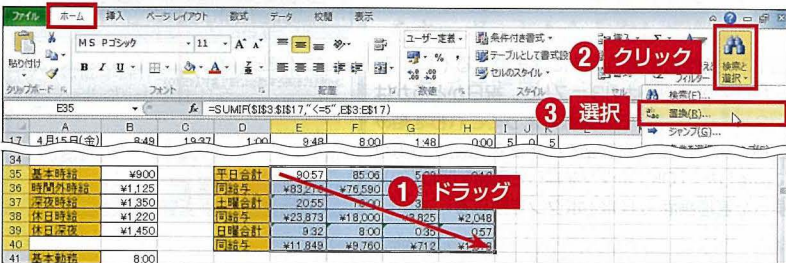 ファイル ホーム 挿入 ページ レイアウト 数式 データ 校閲 表示
MS Pゴシック 11 ユーザー定義 条件付き書式 挿入
貼り付け テーブルとして書式設定 ② クリック 検索と選択
B I U A % セルのスタイル フィルター
クリップボード フォント 配置 数値 スタイル セル 検索(F)...
E35 fx =SUMIF($I$3:$I$17,"<=5",E$3:E$17) ③ 選択 置換(R)...
A B C D E F G H I J K ジャンプ(G)...
17 4月15日(金) 8:49 19:37 1:00 9:48 8:00 1:48 0:00 5 0 5
34
35 基本時給 ¥900 平日合計 90:57 85:06
36 時間外時給 ¥1,125 同給与 ¥76,590 ① ドラッグ
37 深夜時給 ¥1,350 土曜合計 20:55
38 休日時給 ¥1,220 同給与 ¥23,873 ¥18,000 ¥3,825 ¥2,048
39 休日深夜 ¥1,450 日曜合計 9:32 8:00 0:35 0:57
40 同給与 ¥11,849 ¥9,760 ¥712
41 基本勤務 8:00